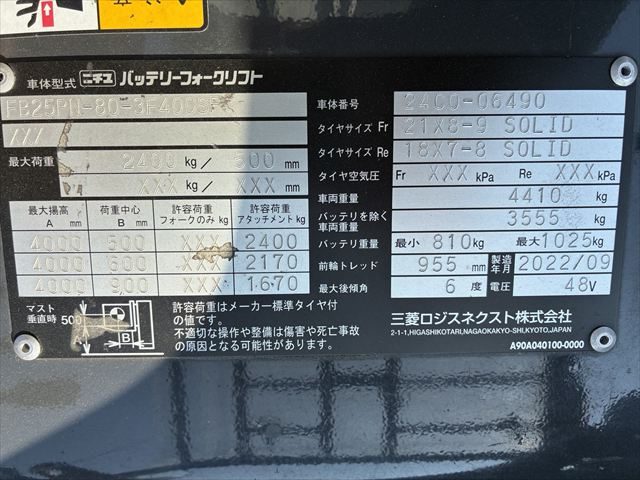 車体型式 ニチユ バッテリーフォークリフト
FB25PN-80-3F400SF
///
最大荷重 2400 kg/ 500 mm
XXX kg/ XXX mm
最大揚高 A mm 荷重中心 B mm 許容荷重 フォークのみ kg 許容荷重 アタッチメント kg
4000 500 XXX 2400
4000 600 XXX 2170
4000 900 XXX 1670
マスト垂直時 500 A B
許容荷重はメーカー標準タイヤ付
の値です。
不適切な操作や整備は傷害や死亡事故
の原因となる可能性があります。
車体番号 24C0-06490
タイヤサイズ Fr 21X8-9 SOLID
タイヤサイズ Re 18X7-8 SOLID
タイヤ空気圧 Fr XXX kPa Re XXX kPa
車両重量 4410 kg
バッテリを除く車両重量 3555 kg
バッテリ重量 最小 810kg 最大 1025kg
前輪トレッド 955 mm 製造年月 2022/09
最大後傾角 6 度 電圧 48V
三菱ロジスネクスト株式会社
2-1-1,HIGASHIKOTARI,NAGAOKAKYO-SHI,KYOTO,JAPAN
A90A040100-0000